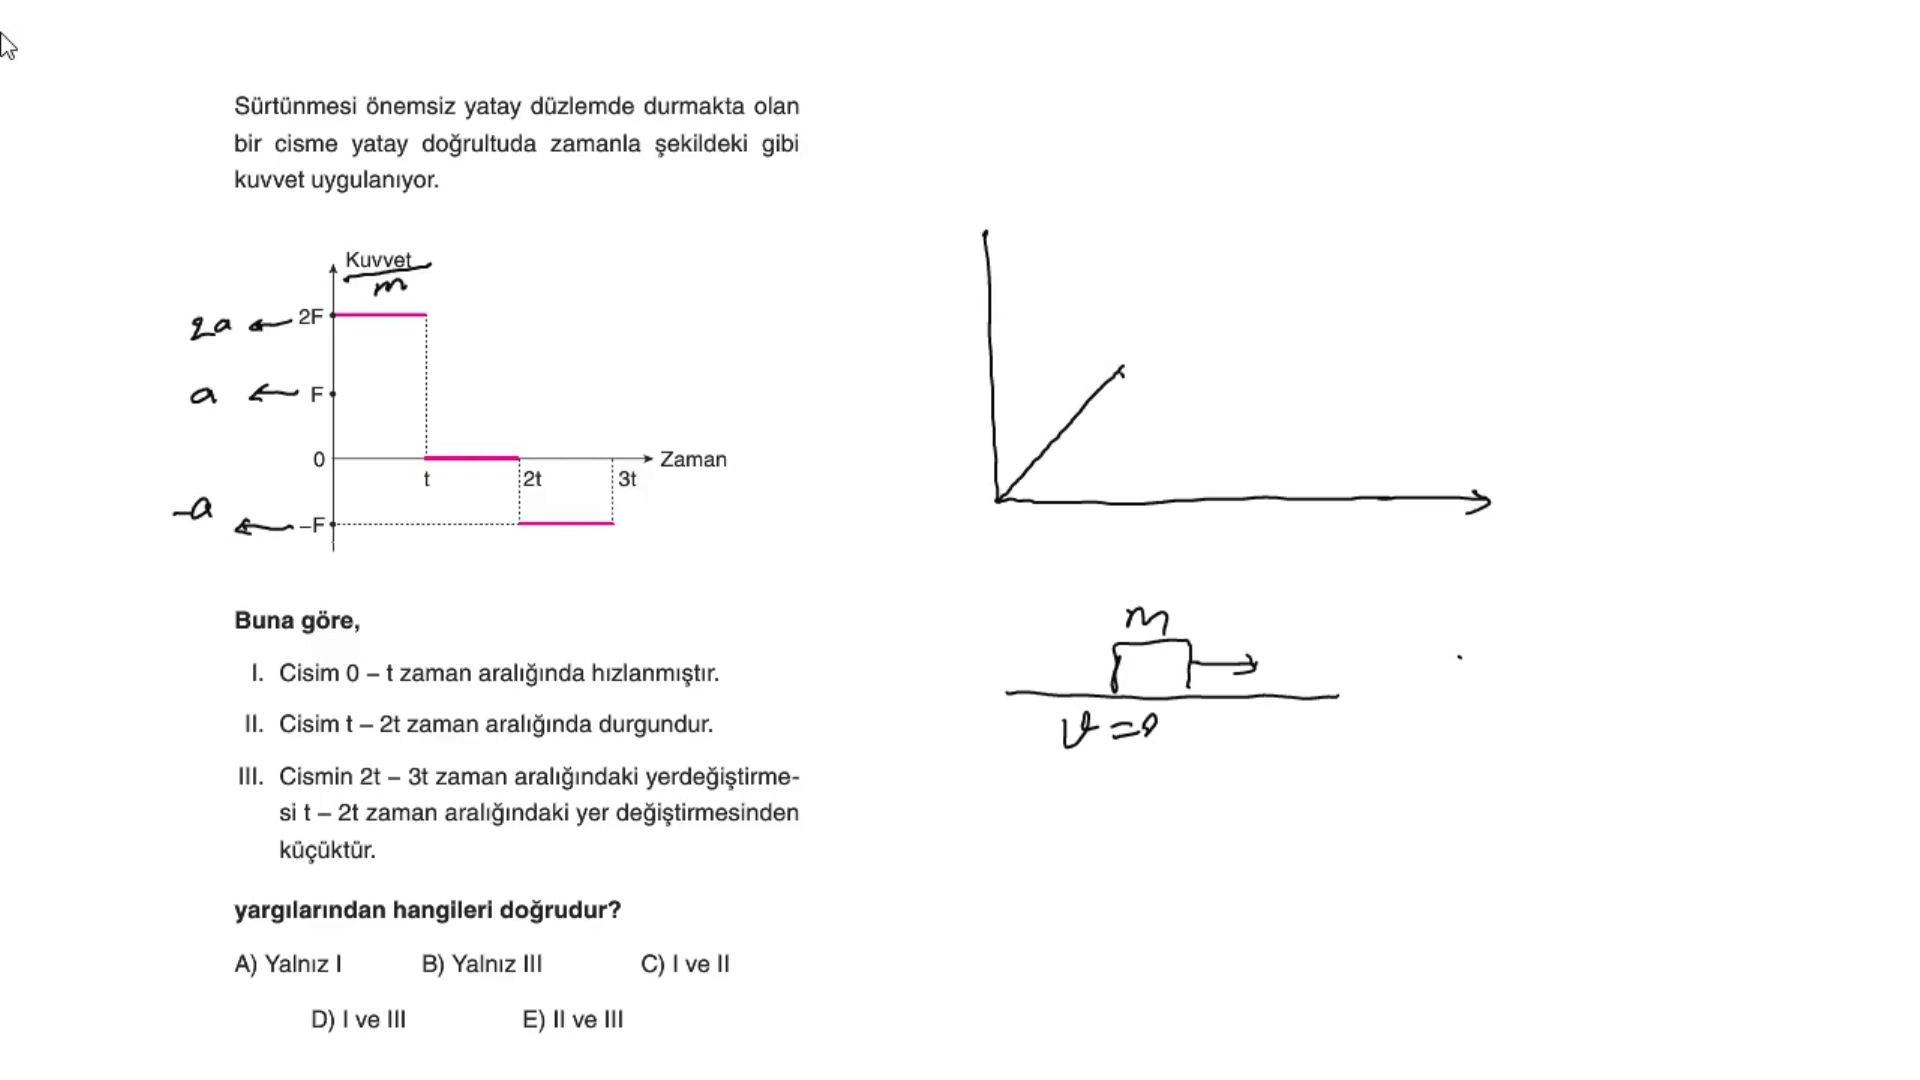 Sürtünmesi önemsiz yatay düzlemde durmakta olan
bir cisme yatay doğrultuda zamanla şekildeki gibi
kuvvet uygulanıyor.
Kuvvet
m
2a
2F
a
F
0
Zaman
t
2t
3t
-a
–F
m
v = 0
Buna göre,
I. Cisim 0 – t zaman aralığında hızlanmıştır.
II. Cisim t – 2t zaman aralığında durgundur.
III. Cismin 2t – 3t zaman aralığındaki yerdeğiştirme-
si t – 2t zaman aralığındaki yer değiştirmesinden
küçüktür.
yargılarından hangileri doğrudur?
A) Yalnız I B) Yalnız III C) I ve II
D) I ve III E) II ve III